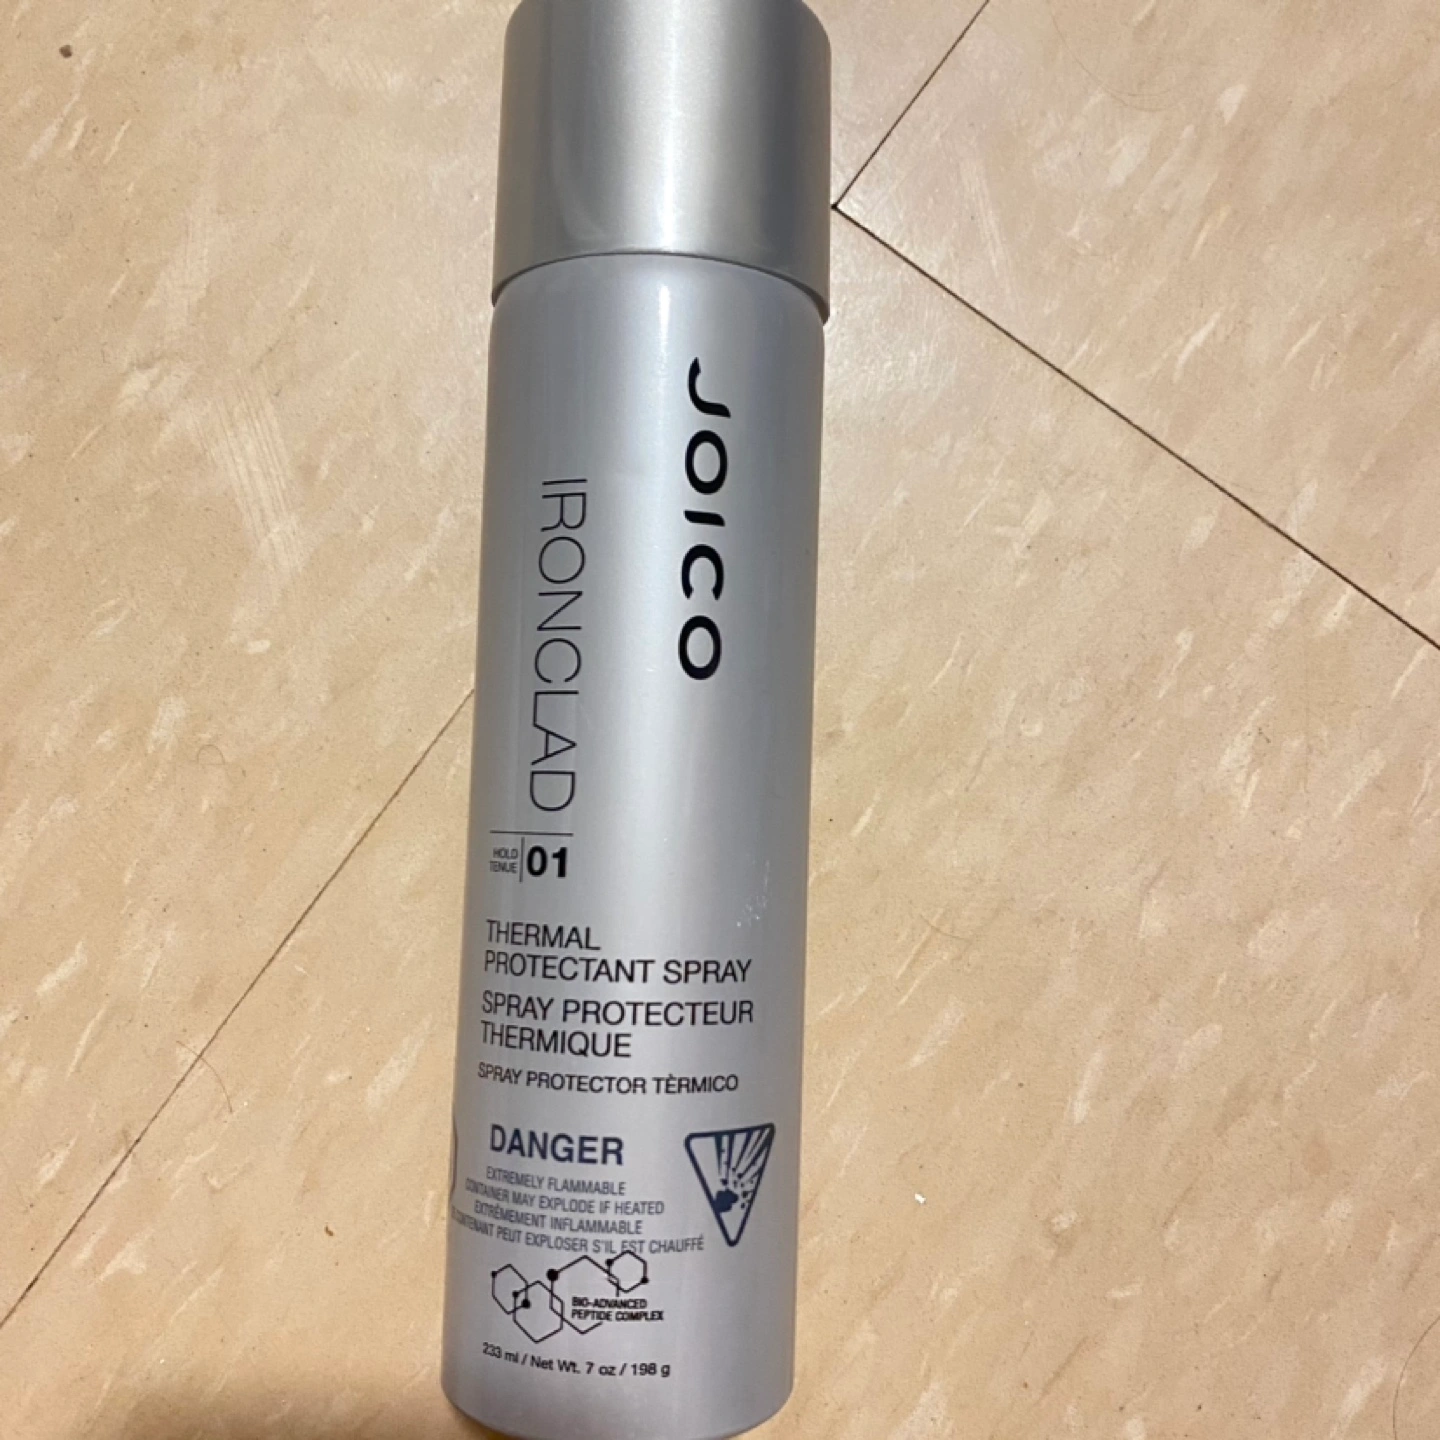 JOICO
IRONCLAD
HOLD
TENUE
01
THERMAL
PROTECTANT SPRAY
SPRAY PROTECTEUR
THERMIQUE
SPRAY PROTECTOR TÈRMICO
DANGER
EXTREMELY FLAMMABLE
CONTAINER MAY EXPLODE IF HEATED
EXTRÊMEMENT INFLAMMABLE
CONTENANT PEUT EXPLOSER S'IL EST CHAUFFÉ
BIO-ADVANCED
PEPTIDE COMPLEX
233 ml / Net Wt. 7 oz / 198 g